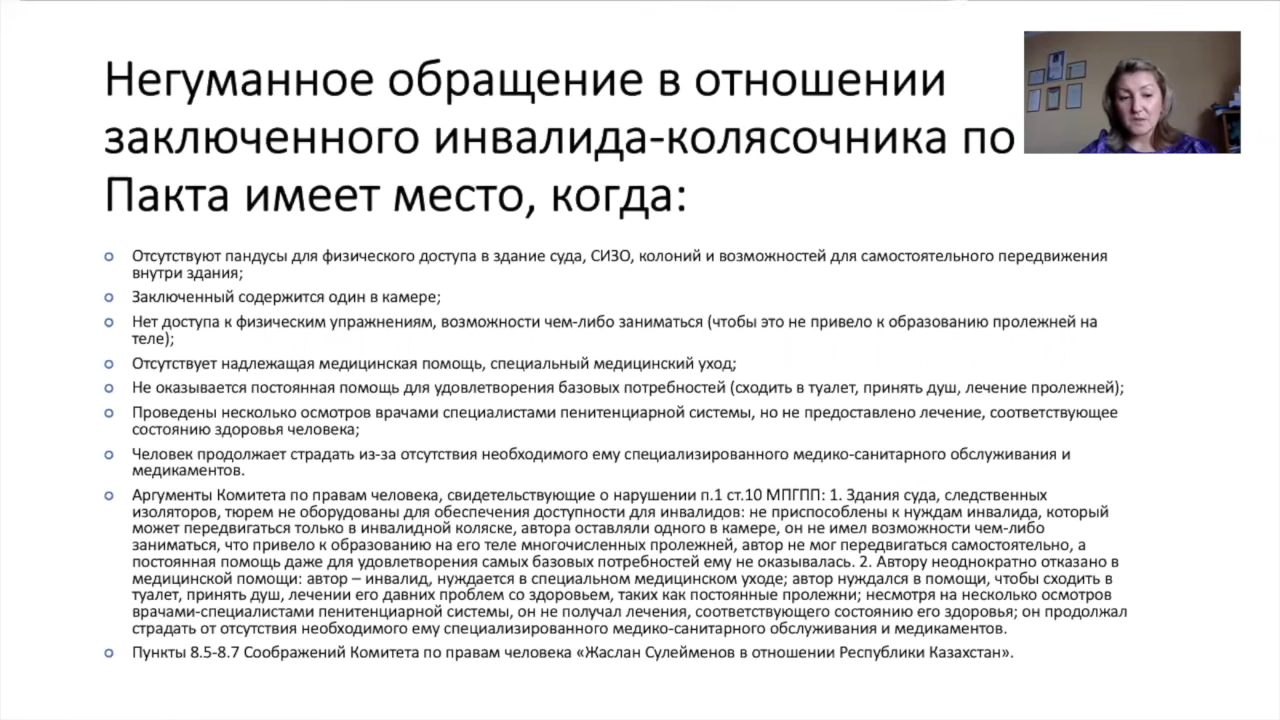 Негуманное обращение в отношении
заключенного инвалида-колясочника по
Пакта имеет место, когда:
Отсутствуют пандусы для физического доступа в здание суда, СИЗО, колоний и возможностей для самостоятельного передвижения
внутри здания;
Заключенный содержится один в камере;
Нет доступа к физическим упражнениям, возможности чем-либо заниматься (чтобы это не привело к образованию пролежней на
теле);
Отсутствует надлежащая медицинская помощь, специальный медицинский уход;
Не оказывается постоянная помощь для удовлетворения базовых потребностей (сходить в туалет, принять душ, лечение пролежней);
Проведены несколько осмотров врачами специалистами пенитенциарной системы, но не предоставлено лечение, соответствующее
состоянию здоровья человека;
Человек продолжает страдать из-за отсутствия необходимого ему специализированного медико-санитарного обслуживания и
медикаментов.
Аргументы Комитета по правам человека, свидетельствующие о нарушении п.1 ст.10 МПГПП: 1. Здания суда, следственных
изоляторов, тюрем не оборудованы для обеспечения доступности для инвалидов: не приспособлены к нуждам инвалида, который
может передвигаться только в инвалидной коляске, автора оставляли одного в камере, он не имел возможности чем-либо
заниматься, что привело к образованию на его теле многочисленных пролежней, автор не мог передвигаться самостоятельно, а
постоянная помощь даже для удовлетворения самых базовых потребностей ему не оказывалась. 2. Автору неоднократно отказано в
медицинской помощи: автор – инвалид, нуждается в специальном медицинском уходе; автор нуждался в помощи, чтобы сходить в
туалет, принять душ, лечении его давних проблем со здоровьем, таких как постоянные пролежни; несмотря на несколько осмотров
врачами-специалистами пенитенциарной системы, он не получал лечения, соответствующего состоянию его здоровья; он продолжал
страдать от отсутствия необходимого ему специализированного медико-санитарного обслуживания и медикаментов.
Пункты 8.5-8.7 Соображений Комитета по правам человека «Жаслан Сулейменов в отношении Республики Казахстан».